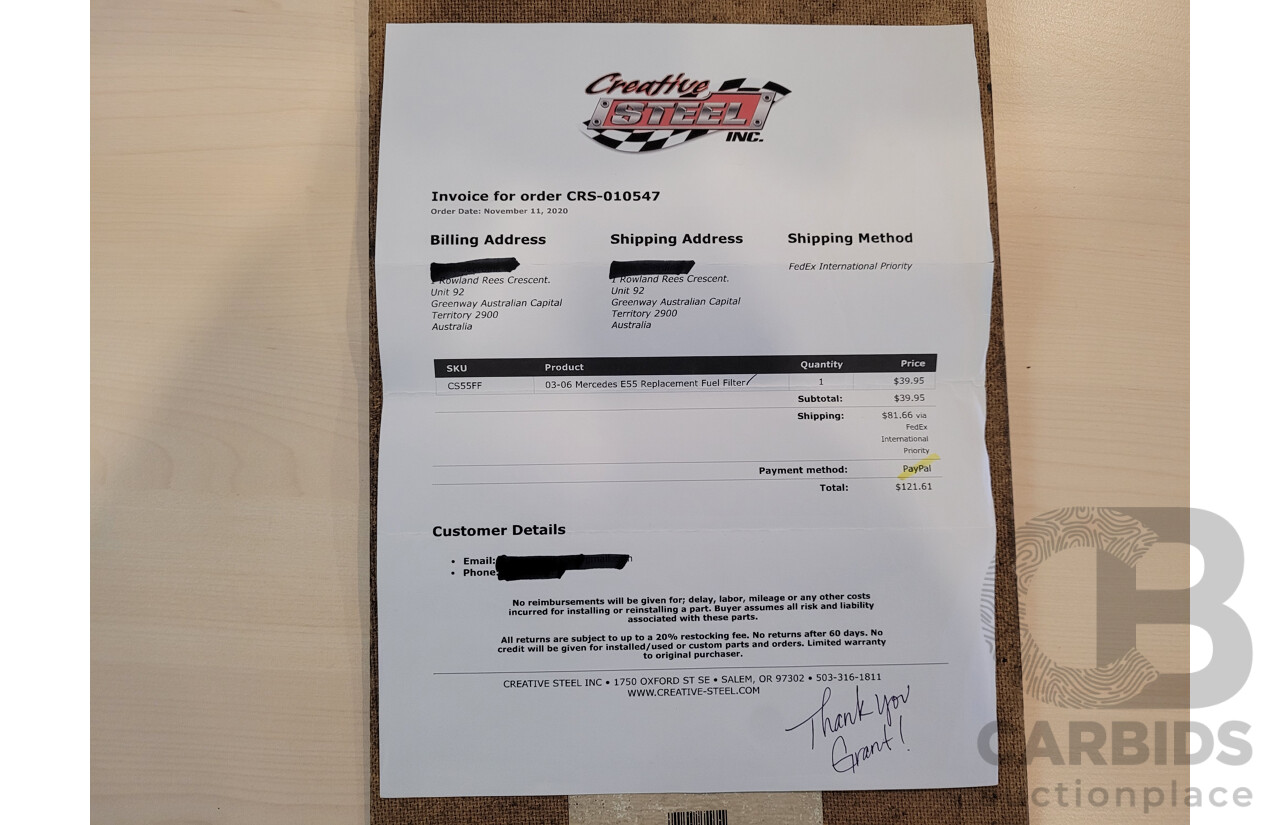 Creative
STEEL
INC.
Invoice for order CRS-010547
Order Date: November 11, 2020
Billing Address
1 Rowland Rees Crescent.
Unit 92
Greenway Australian Capital
Territory 2900
Australia
Shipping Address
1 Rowland Rees Crescent.
Unit 92
Greenway Australian Capital
Territory 2900
Australia
Shipping Method
FedEx International Priority
SKU Product Quantity Price
CS55FF 03-06 Mercedes E55 Replacement Fuel Filter 1 $39.95
Subtotal: $39.95
Shipping: $81.66 via
FedEx
International
Priority
Payment method: PayPal
Total: $121.61
Customer Details
• Email:
• Phone:
No reimbursements will be given for; delay, labor, mileage or any other costs
incurred for installing or reinstalling a part. Buyer assumes all risk and liability
associated with these parts.
All returns are subject to up to a 20% restocking fee. No returns after 60 days. No
credit will be given for installed/used or custom parts and orders. Limited warranty
to original purchaser.
CREATIVE STEEL INC • 1750 OXFORD ST SE • SALEM, OR 97302 • 503-316-1811
WWW.CREATIVE-STEEL.COM
Thank you
Grant!
CB
CARBIDS
auctionplace